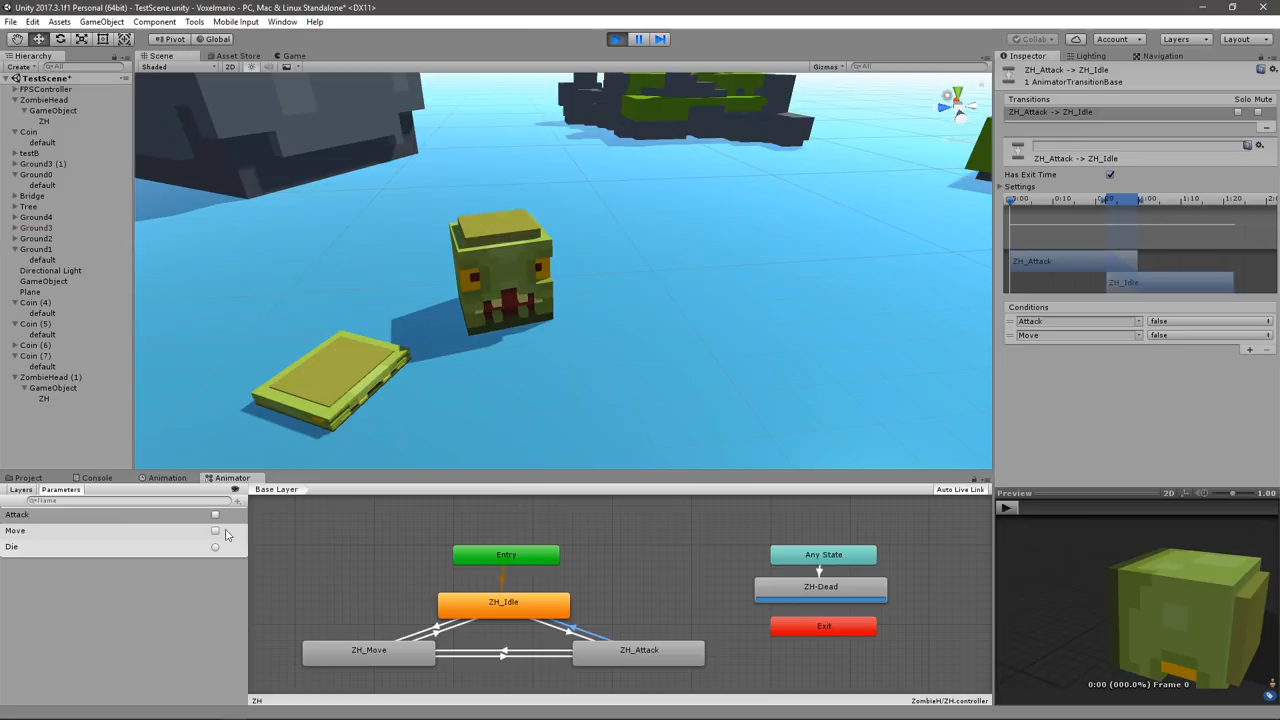 Unity 2017.3.1f1 Personal (64bit) - TestScene.unity - Voxelmario - PC, Mac & Linux Standalone* <DX11>
File Edit Assets GameObject Component Tools Mobile Input Window Help
Pivot Global Collab Account Layers Layout
Hierarchy Scene Asset Store Game Inspector Lighting Navigation
Create All Shaded 2D Gizmos All
TestScene*
FPSController
ZombieHead
GameObject
ZH
Coin
default
testB
Ground3 (1)
Ground0
default
Bridge
Tree
Ground4
Ground3
Ground2
Ground1
default
Directional Light
GameObject
Plane
Coin (4)
default
Coin (5)
default
Coin (6)
Coin (7)
default
ZombieHead (1)
GameObject
ZH
ZH_Attack -> ZH_Idle
1 AnimatorTransitionBase
Transitions Solo Mute
ZH_Attack -> ZH_Idle
ZH_Attack -> ZH_Idle
Has Exit Time
Settings
0:00 0:10 0:20 1:00 1:10 1:20
ZH_Attack
ZH_Idle
Conditions
Attack false
Move false
Project Console Animation Animator
Layers Parameters Base Layer Auto Live Link
Name
Attack
Move
Die
Entry
ZH_Idle
ZH_Move
ZH_Attack
Any State
ZH-Dead
Exit
ZH ZombieH/ZH.controller
Preview 2D 1.00
0:00 (000.0%) Frame 0